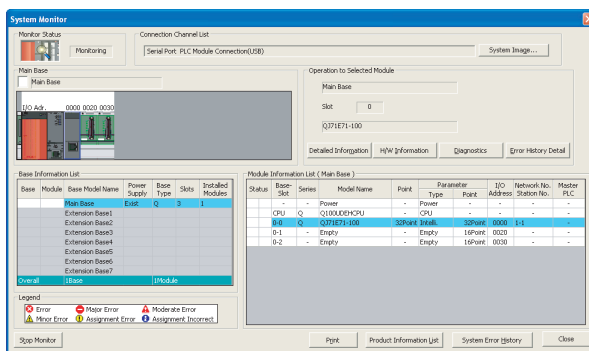 System Monitor
Monitor Status
Monitoring
Connection Channel List
Serial Port PLC Module Connection(USB)
System Image...
Main Base
Main Base
I/O Adr. 0000 0020 0030
Operation to Selected Module
Main Base
Slot 0
QJ71E71-100
Detailed Information H/W Information Diagnostics Error History Detail
Base Information List
Base Module Base Model Name Power Supply Base Type Slots Installed Modules
Main Base Exist Q 3 1
Extension Base1
Extension Base2
Extension Base3
Extension Base4
Extension Base5
Extension Base6
Extension Base7
Overall 1Base 1Module
Module Information List ( Main Base )
Status Base-Slot Series Model Name Point Parameter Type Point I/O Address Network No. Station No. Master PLC
- - Power - Power - - - -
CPU Q Q100UDEHCPU - CPU - - - -
0-0 Q QJ71E71-100 32Point Intelli. 32Point 0000 1-1 -
0-1 - Empty - Empty 16Point 0020 - -
0-2 - Empty - Empty 16Point 0030 - -
Legend
Error Major Error Moderate Error
Minor Error Assignment Error Assignment Incorrect
Stop Monitor Print Product Information List System Error History Close